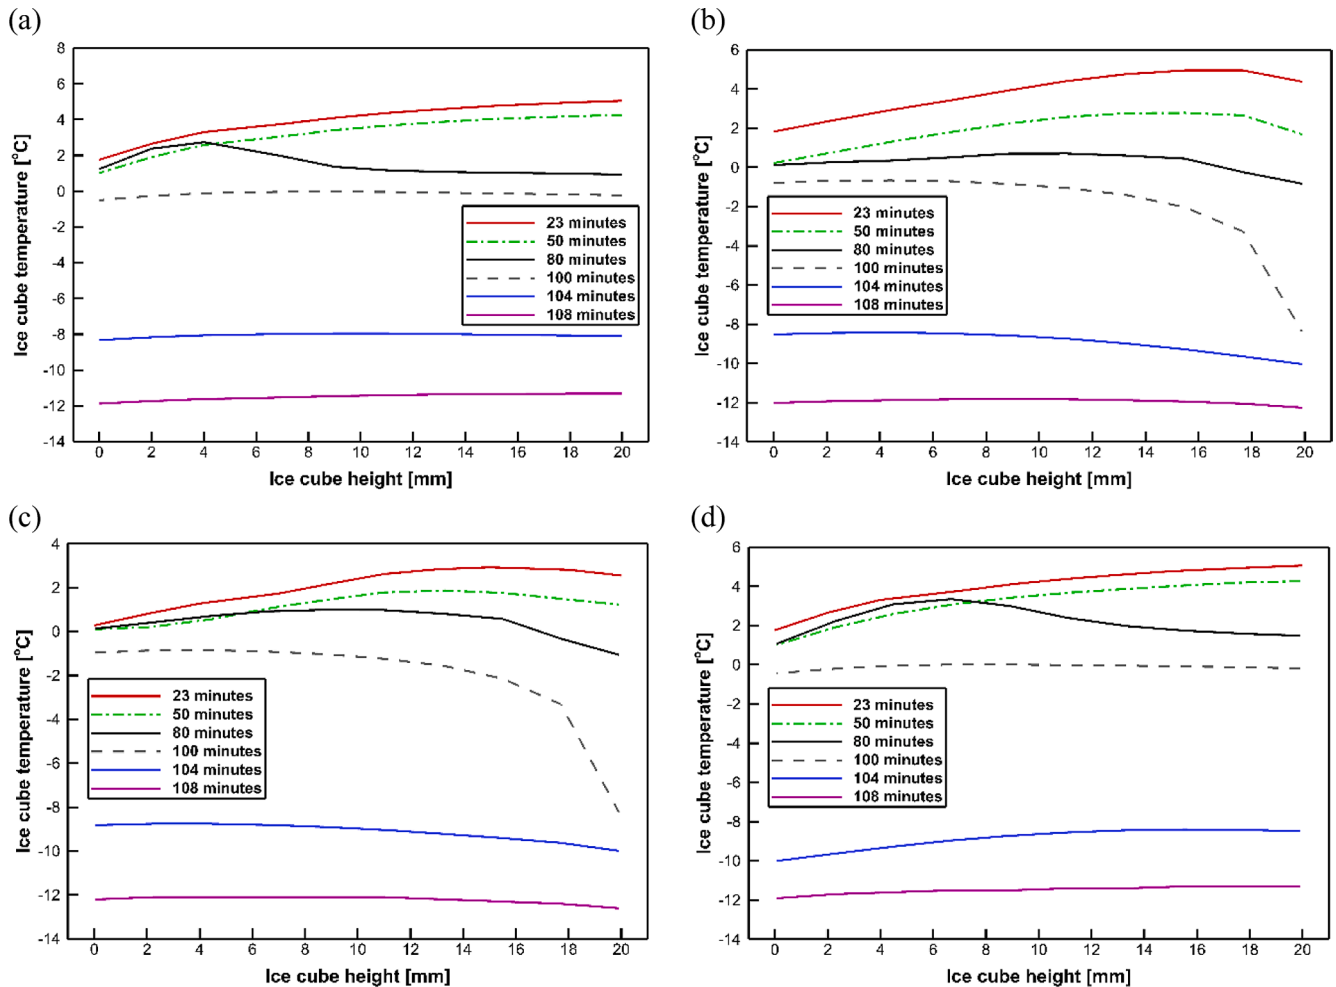 (a)
8
6
4
2
0
-2
-4
-6
-8
-10
-12
-14
Ice cube temperature [°C]
23 minutes
50 minutes
80 minutes
100 minutes
104 minutes
108 minutes
0 2 4 6 8 10 12 14 16 18 20
Ice cube height [mm]
(b)
6
4
2
0
-2
-4
-6
-8
-10
-12
-14
Ice cube temperature [°C]
23 minutes
50 minutes
80 minutes
100 minutes
104 minutes
108 minutes
0 2 4 6 8 10 12 14 16 18 20
Ice cube height [mm]
(c)
4
2
0
-2
-4
-6
-8
-10
-12
-14
Ice cube temperature [°C]
23 minutes
50 minutes
80 minutes
100 minutes
104 minutes
108 minutes
0 2 4 6 8 10 12 14 16 18 20
Ice cube height [mm]
(d)
6
4
2
0
-2
-4
-6
-8
-10
-12
-14
Ice cube temperature [°C]
23 minutes
50 minutes
80 minutes
100 minutes
104 minutes
108 minutes
0 2 4 6 8 10 12 14 16 18 20
Ice cube height [mm]